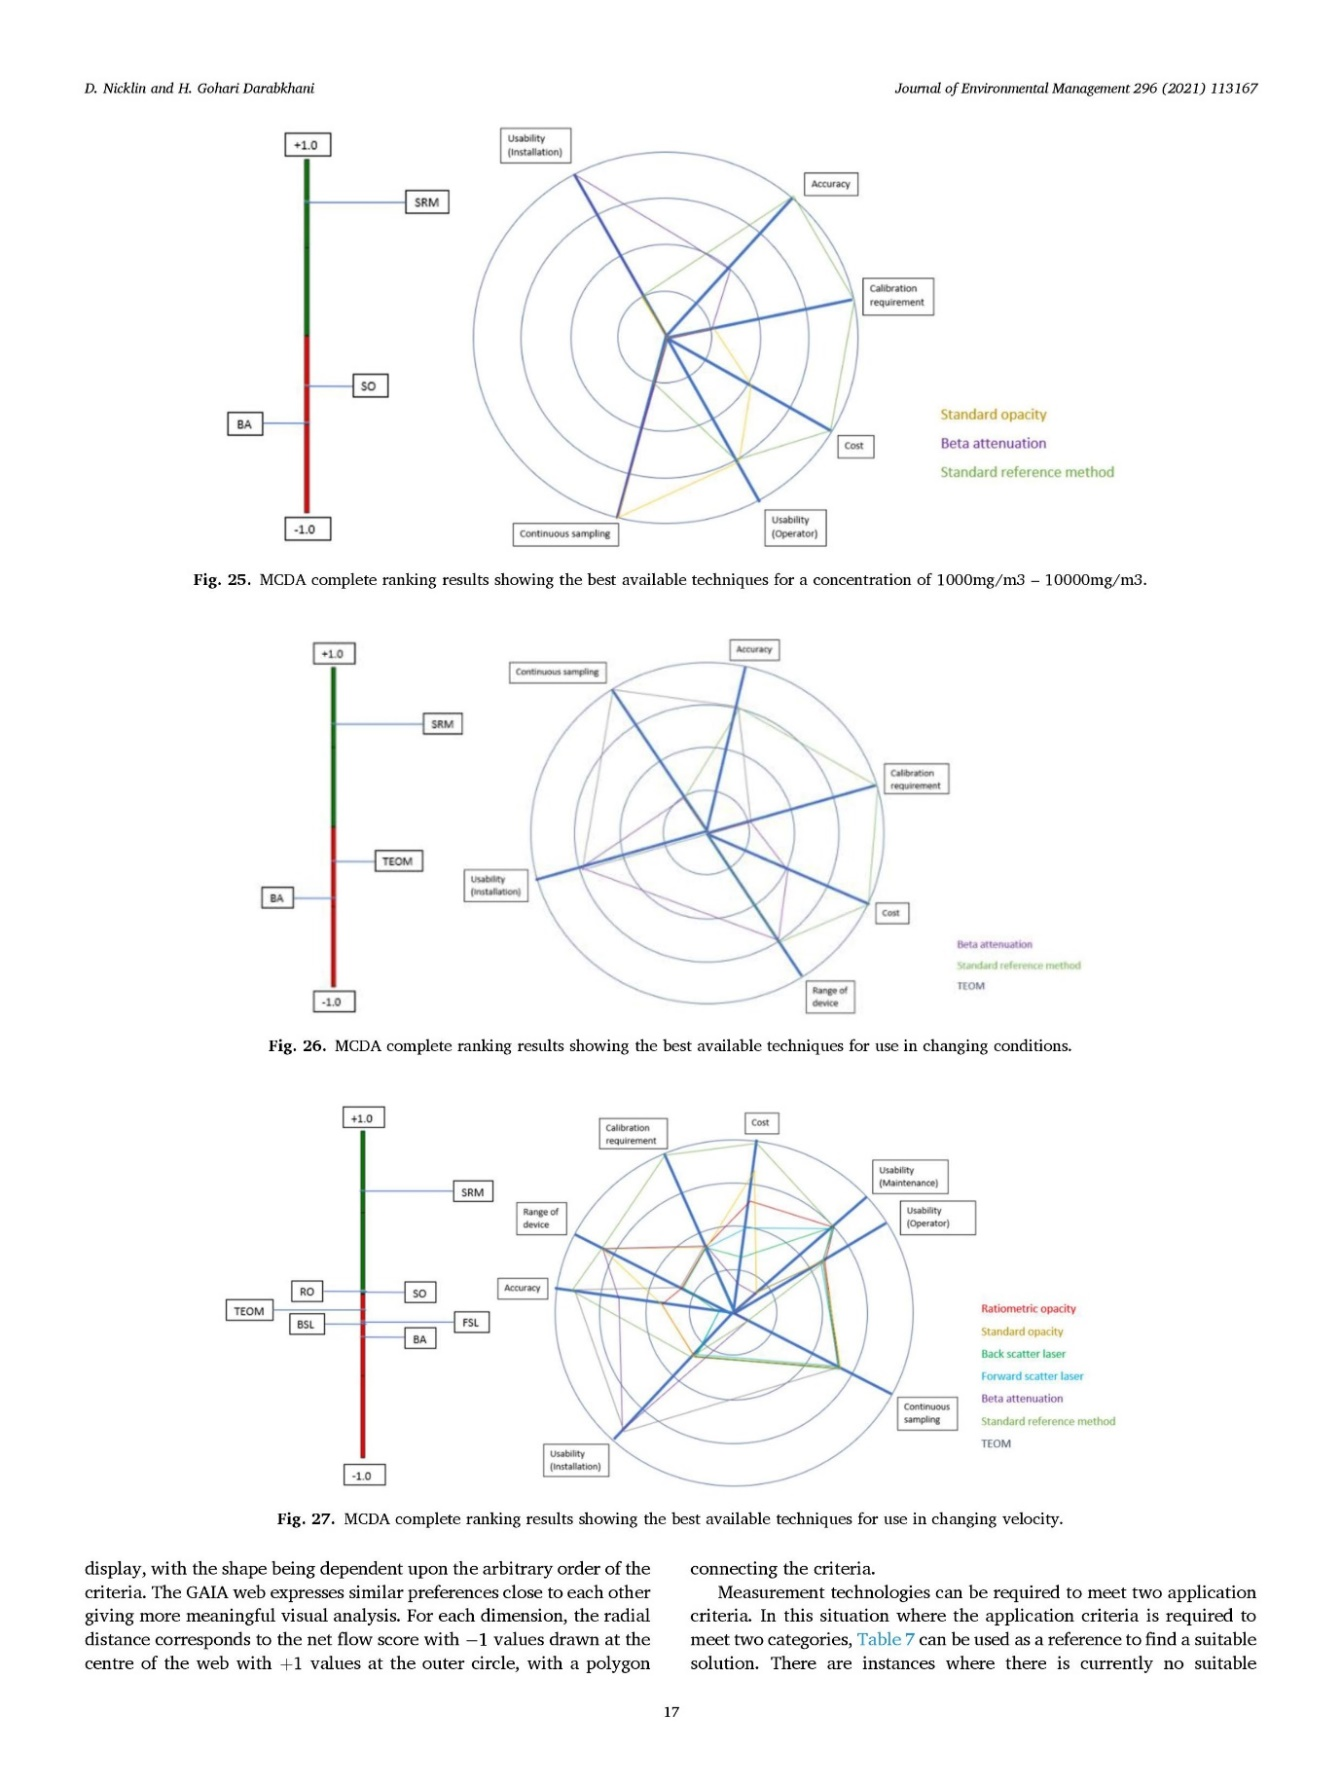 D. Nicklin and H. Gohari Darabkhani
Journal of Environmental Management 296 (2021) 113167
+1.0
SRM
SO
BA
-1.0
Usability
(Installation)
Accuracy
Calibration
requirement
Cost
Usability
(Operator)
Continuous sampling
Standard opacity
Beta attenuation
Standard reference method
Fig. 25. MCDA complete ranking results showing the best available techniques for a concentration of 1000mg/m3 – 10000mg/m3.
+1.0
SRM
TEOM
BA
-1.0
Continuous sampling
Accuracy
Calibration
requirement
Cost
Range of
device
Usability
(Installation)
Beta attenuation
Standard reference method
TEOM
Fig. 26. MCDA complete ranking results showing the best available techniques for use in changing conditions.
+1.0
SRM
RO
SO
TEOM
BSL
FSL
BA
-1.0
Calibration
requirement
Cost
Usability
(Maintenance)
Usability
(Operator)
Range of
device
Accuracy
Continuous
sampling
Usability
(Installation)
Ratiometric opacity
Standard opacity
Back scatter laser
Forward scatter laser
Beta attenuation
Standard reference method
TEOM
Fig. 27. MCDA complete ranking results showing the best available techniques for use in changing velocity.
display, with the shape being dependent upon the arbitrary order of the
criteria. The GAIA web expresses similar preferences close to each other
giving more meaningful visual analysis. For each dimension, the radial
distance corresponds to the net flow score with −1 values drawn at the
centre of the web with +1 values at the outer circle, with a polygon
connecting the criteria.
Measurement technologies can be required to meet two application
criteria. In this situation where the application criteria is required to
meet two categories, Table 7 can be used as a reference to find a suitable
solution. There are instances where there is currently no suitable
17